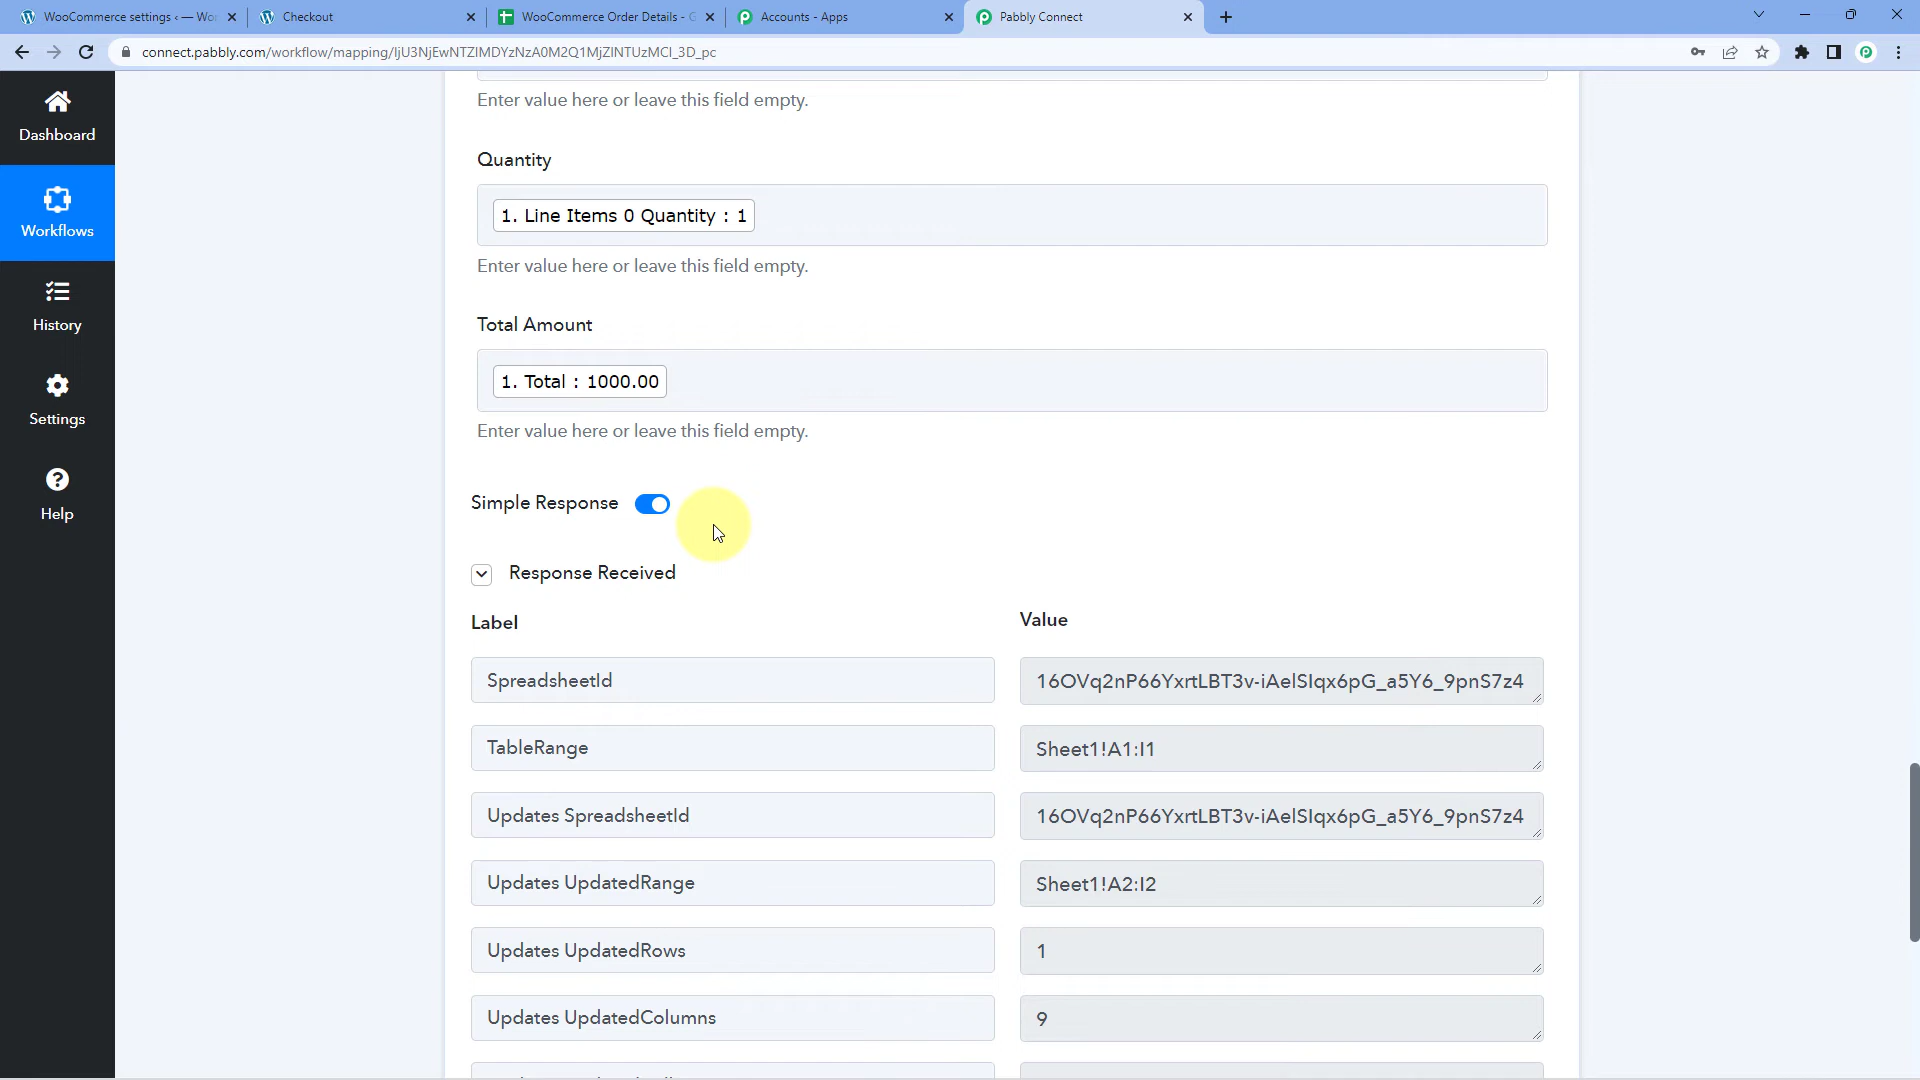 WooCommerce settings ‹ — Wo
Checkout
WooCommerce Order Details - G
Accounts - Apps
Pabbly Connect
connect.pabbly.com/workflow/mapping/IjU3NjEwNTZlMDYzNzA0M2Q1MjZlNTUzMCI_3D_pc
Dashboard
Workflows
History
Settings
Help
Enter value here or leave this field empty.
Quantity
1. Line Items 0 Quantity : 1
Enter value here or leave this field empty.
Total Amount
1. Total : 1000.00
Enter value here or leave this field empty.
Simple Response
Response Received
Label Value
SpreadsheetId 16OVq2nP66YxrtLBT3v-iAelSIqx6pG_a5Y6_9pnS7z4
TableRange Sheet1!A1:I1
Updates SpreadsheetId 16OVq2nP66YxrtLBT3v-iAelSIqx6pG_a5Y6_9pnS7z4
Updates UpdatedRange Sheet1!A2:I2
Updates UpdatedRows 1
Updates UpdatedColumns 9